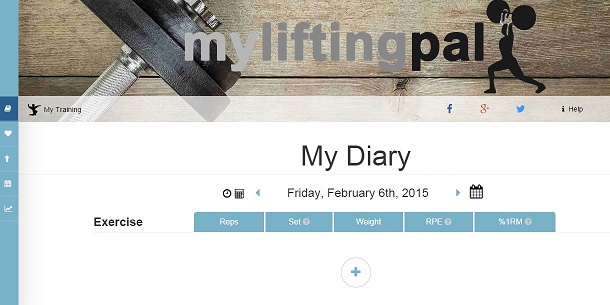 myliftingpal
My Training
Help
My Diary
Friday, February 6th, 2015
Exercise Reps Set Weight RPE %1RM